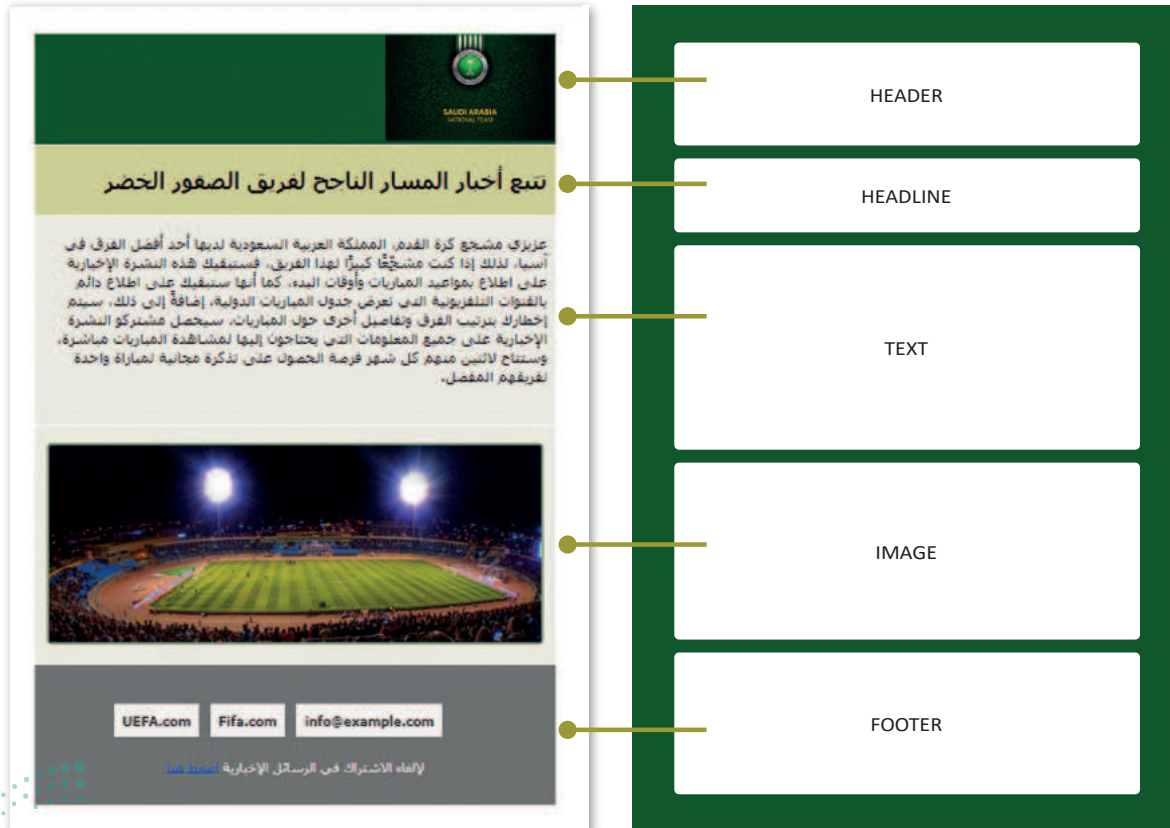 SAUDI ARABIA
NATIONAL TEAM
تتبع أخبار المسار الناجح لفريق الصقور الخضر
عزيزي مشجع كرة القدم، المملكة العربية السعودية لديها أحد أفضل الفرق في
آسيا، لذلك إذا كنت مشجّعًا كبيرًا لهذا الفريق، فستبقيك هذه النشرة الإخبارية
على اطلاع بمواعيد المباريات وأوقات البدء، كما أنها ستبقيك على اطلاع دائم
بالقنوات التلفزيونية التي تعرض جدول المباريات الدولية، إضافةً إلى ذلك، سيتم
إخطارك بترتيب الفرق وتفاصيل أخرى حول المباريات، سيحصل مشتركو النشرة
الإخبارية على جميع المعلومات التي يحتاجون إليها لمشاهدة المباريات مباشرة،
وستتاح لاثنين منهم كل شهر فرصة الحصول على تذكرة مجانية لمباراة واحدة
لفريقهم المفضل.
UEFA.com Fifa.com info@example.com
لإلغاء الاشتراك في الرسائل الإخبارية اضغط هنا
HEADER
HEADLINE
TEXT
IMAGE
FOOTER